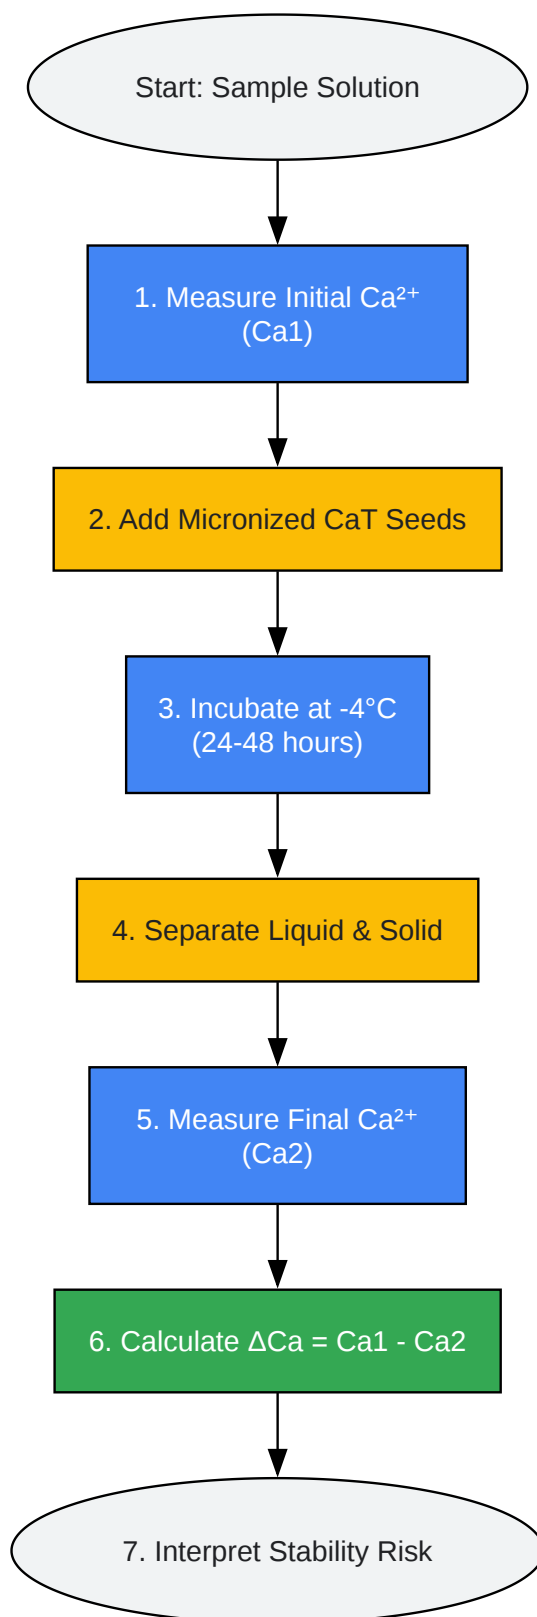 Start: Sample Solution
1. Measure Initial Ca²⁺
(Ca1)
2. Add Micronized CaT Seeds
3. Incubate at -4°C
(24-48 hours)
4. Separate Liquid & Solid
5. Measure Final Ca²⁺
(Ca2)
6. Calculate ΔCa = Ca1 - Ca2
7. Interpret Stability Risk